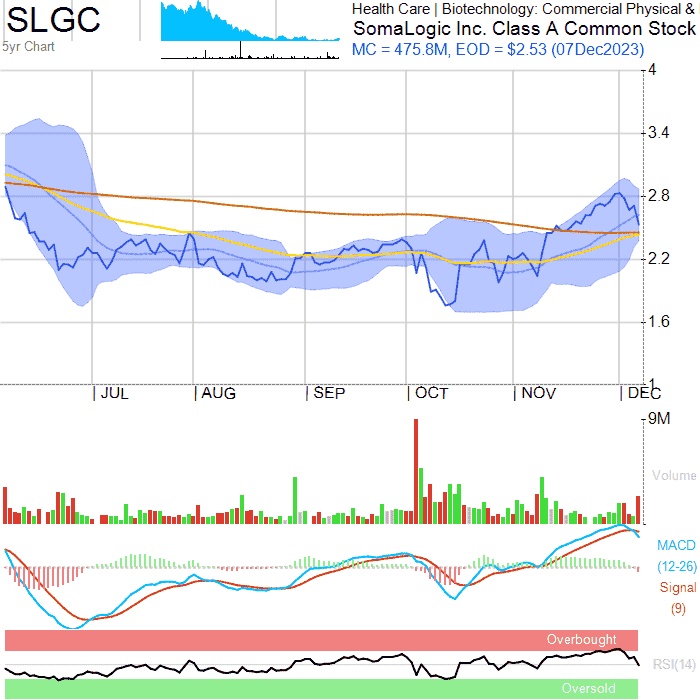 SLGC
Health Care | Biotechnology: Commercial Physical &
SomaLogic Inc. Class A Common Stock
5yr Chart
MC = 475.8M, EOD = $2.53 (07Dec2023)
4
3.4
2.8
2.2
1.6
1
JUL AUG SEP OCT NOV DEC
9M
Volume
MACD
(12-26)
Signal
(9)
Overbought
RSI(14)
Oversold